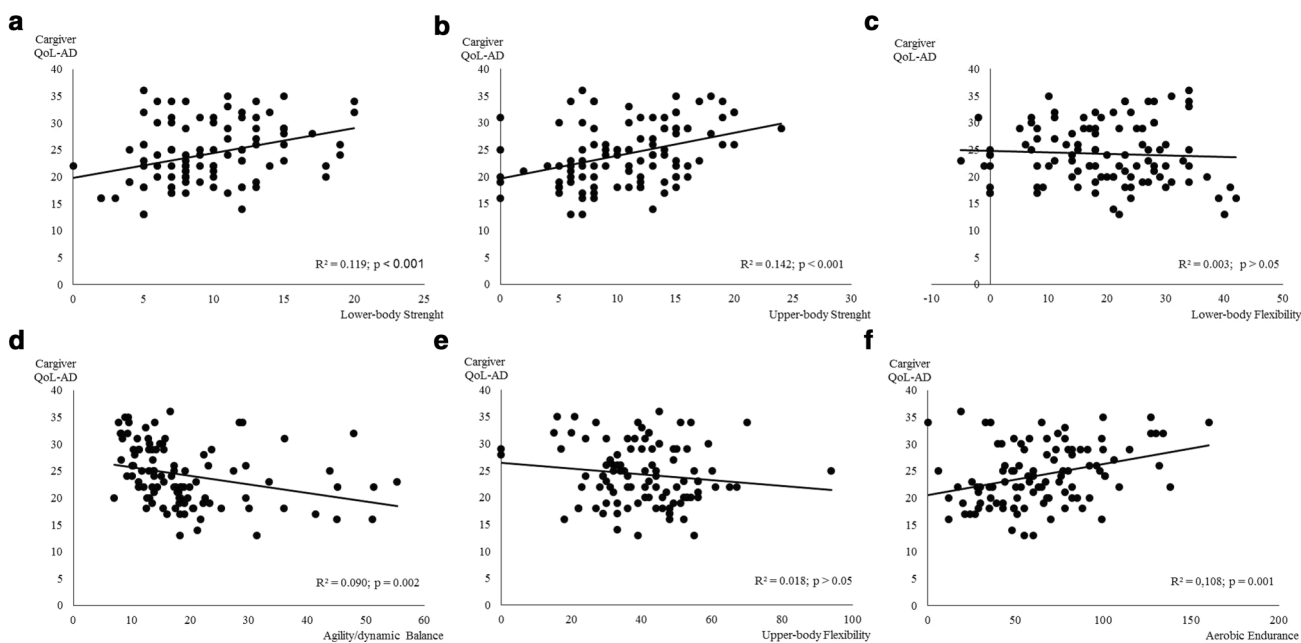 a
Cargiver
QoL-AD
40
35
30
25
20
15
10
5
0
R² = 0.119; p < 0.001
0 5 10 15 20 25
Lower-body Strenght
b
Cargiver
QoL-AD
40
35
30
25
20
15
10
5
0
R² = 0.142; p < 0.001
0 5 10 15 20 25 30
Upper-body Strenght
c
Cargiver
QoL-AD
40
35
30
25
20
15
10
5
0
R² = 0.003; p > 0.05
-10 0 10 20 30 40 50
Lower-body Flexibility
d
Cargiver
QoL-AD
40
35
30
25
20
15
10
5
0
R² = 0.090; p = 0.002
0 10 20 30 40 50 60
Agility/dynamic Balance
e
Cargiver
QoL-AD
40
35
30
25
20
15
10
5
0
R² = 0.018; p > 0.05
0 20 40 60 80 100
Upper-body Flexibility
f
Cargiver
QoL-AD
40
35
30
25
20
15
10
5
0
R² = 0,108; p = 0.001
0 50 100 150 200
Aerobic Endurance